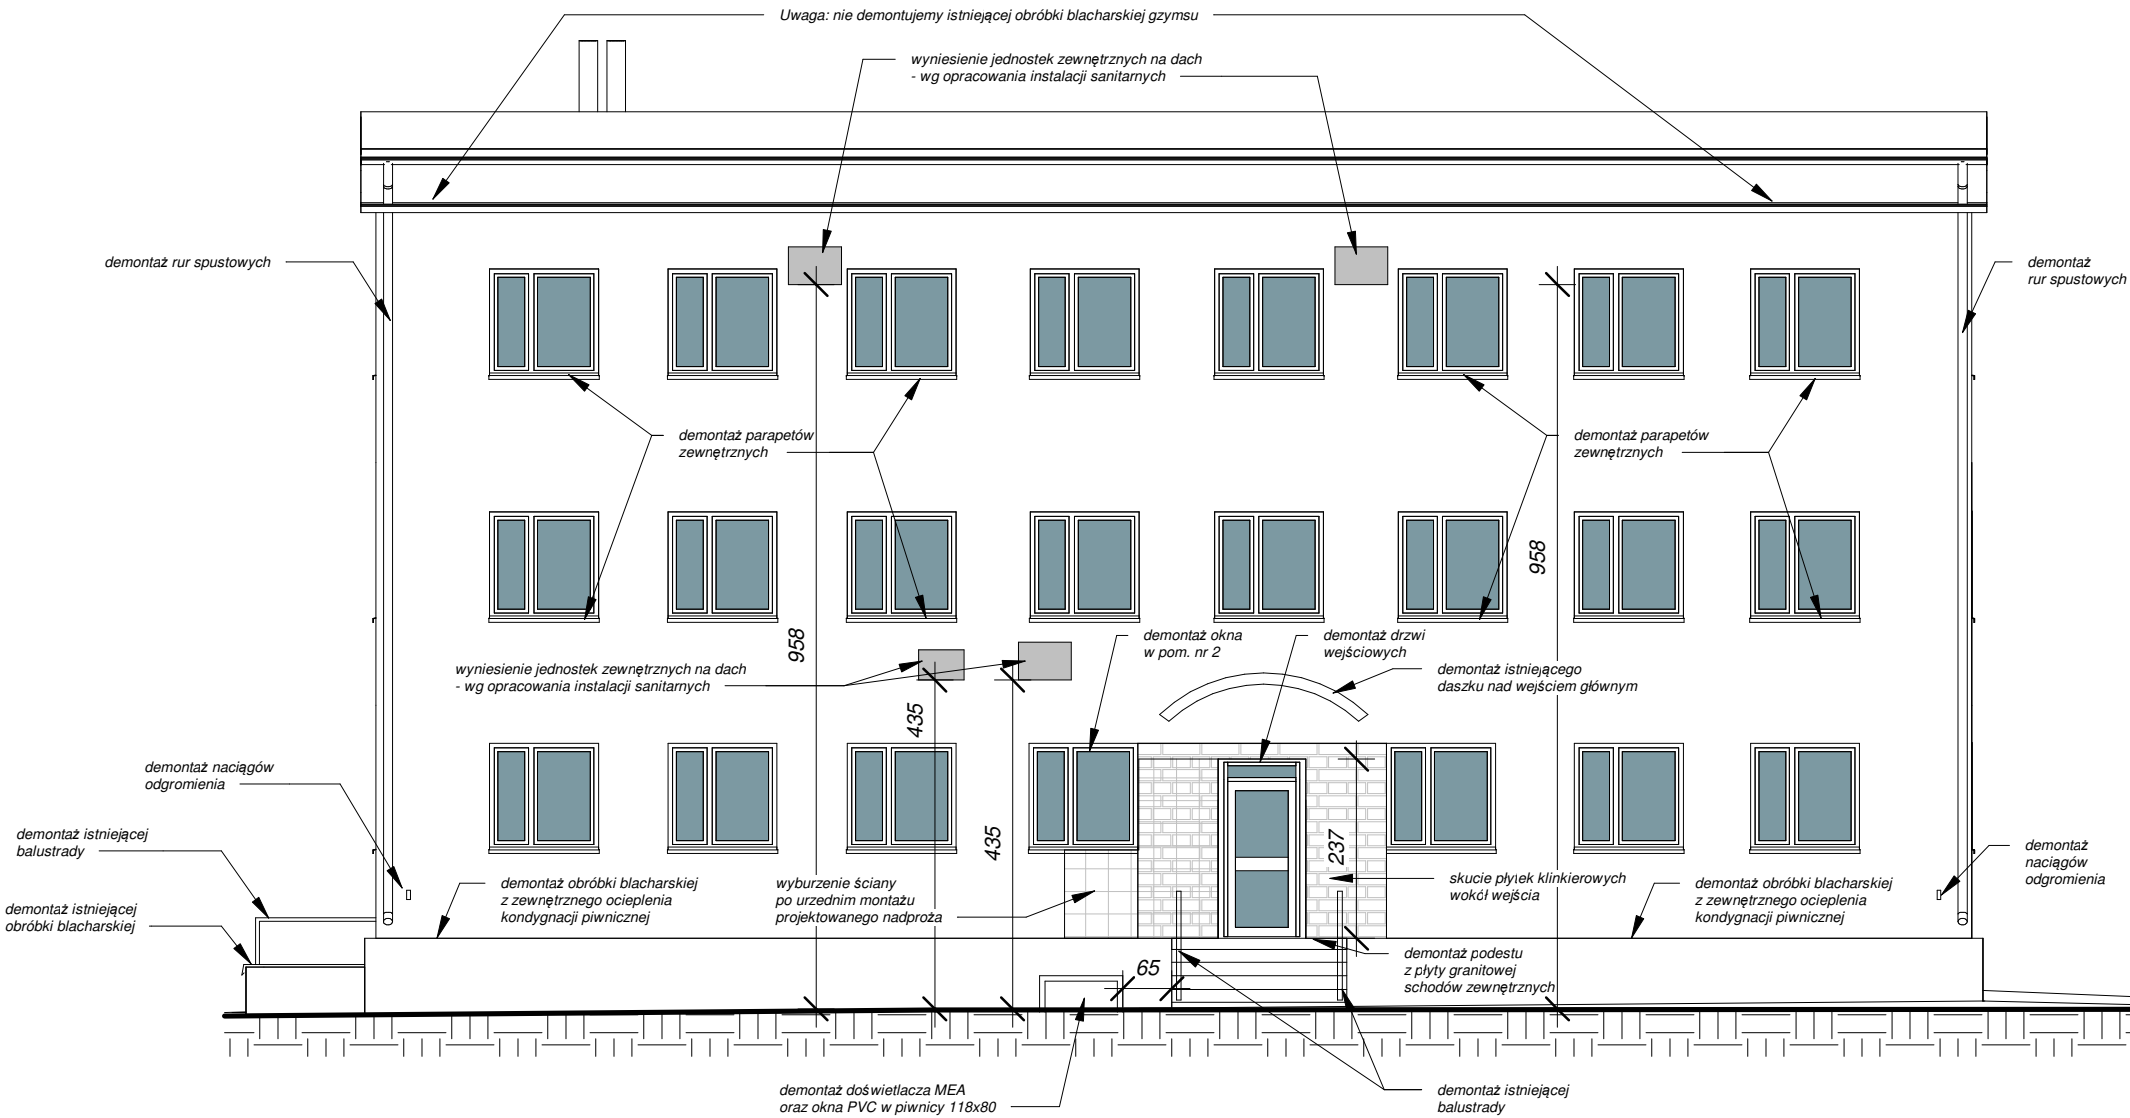 Uwaga: nie demontujemy istniejącej obróbki blacharskiej gzymsu
wyniesienie jednostek zewnętrznych na dach
- wg opracowania instalacji sanitarnych
demontaż rur spustowych
demontaż
rur spustowych
demontaż parapetów
zewnętrznych
demontaż parapetów
zewnętrznych
958
958
demontaż okna
w pom. nr 2
demontaż drzwi
wejściowych
wyniesienie jednostek zewnętrznych na dach
- wg opracowania instalacji sanitarnych
demontaż istniejącego
daszku nad wejściem głównym
435
435
237
demontaż naciągów
odgromienia
demontaż istniejącej
balustrady
demontaż istniejącej
obróbki blacharskiej
demontaż obróbki blacharskiej
z zewnętrznego ocieplenia
kondygnacji piwnicznej
wyburzenie ściany
po urzednim montażu
projektowanego nadproża
skucie płytek klinkierowych
wokół wejścia
demontaż obróbki blacharskiej
z zewnętrznego ocieplenia
kondygnacji piwnicznej
demontaż
naciągów
odgromienia
65
demontaż podestu
z płyty granitowej
schodów zewnętrznych
demontaż doświetlacza MEA
oraz okna PVC w piwnicy 118x80
demontaż istniejącej
balustrady